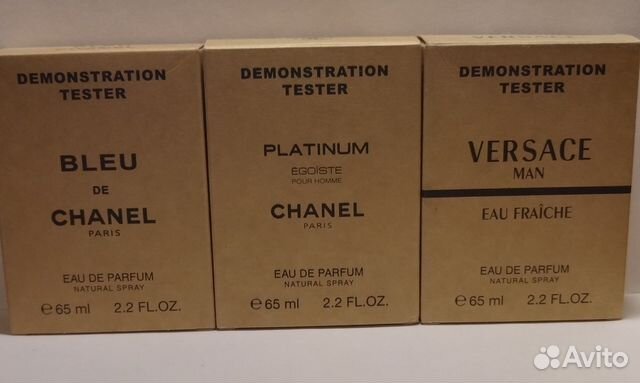 DEMONSTRATION
TESTER
BLEU
DE
CHANEL
PARIS
EAU DE PARFUM
NATURAL SPRAY
℮ 65 ml 2.2 FL.OZ.
DEMONSTRATION
TESTER
PLATINUM
ÉGOÏSTE
POUR HOMME
CHANEL
PARIS
EAU DE PARFUM
NATURAL SPRAY
℮ 65 ml 2.2 FL.OZ.
VERSACE
DEMONSTRATION
TESTER
VERSACE
MAN
EAU FRAÎCHE
EAU DE PARFUM
NATURAL SPRAY
℮ 65 ml 2.2 FL.OZ.
Avito